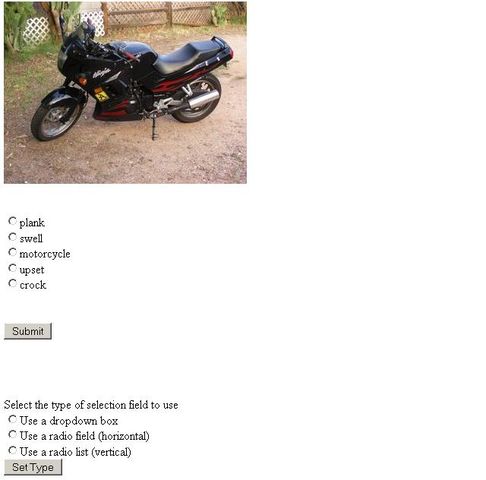 Ninja
plank
swell
motorcycle
upset
crock
Submit
Select the type of selection field to use
Use a dropdown box
Use a radio field (horizontal)
Use a radio list (vertical)
Set Type